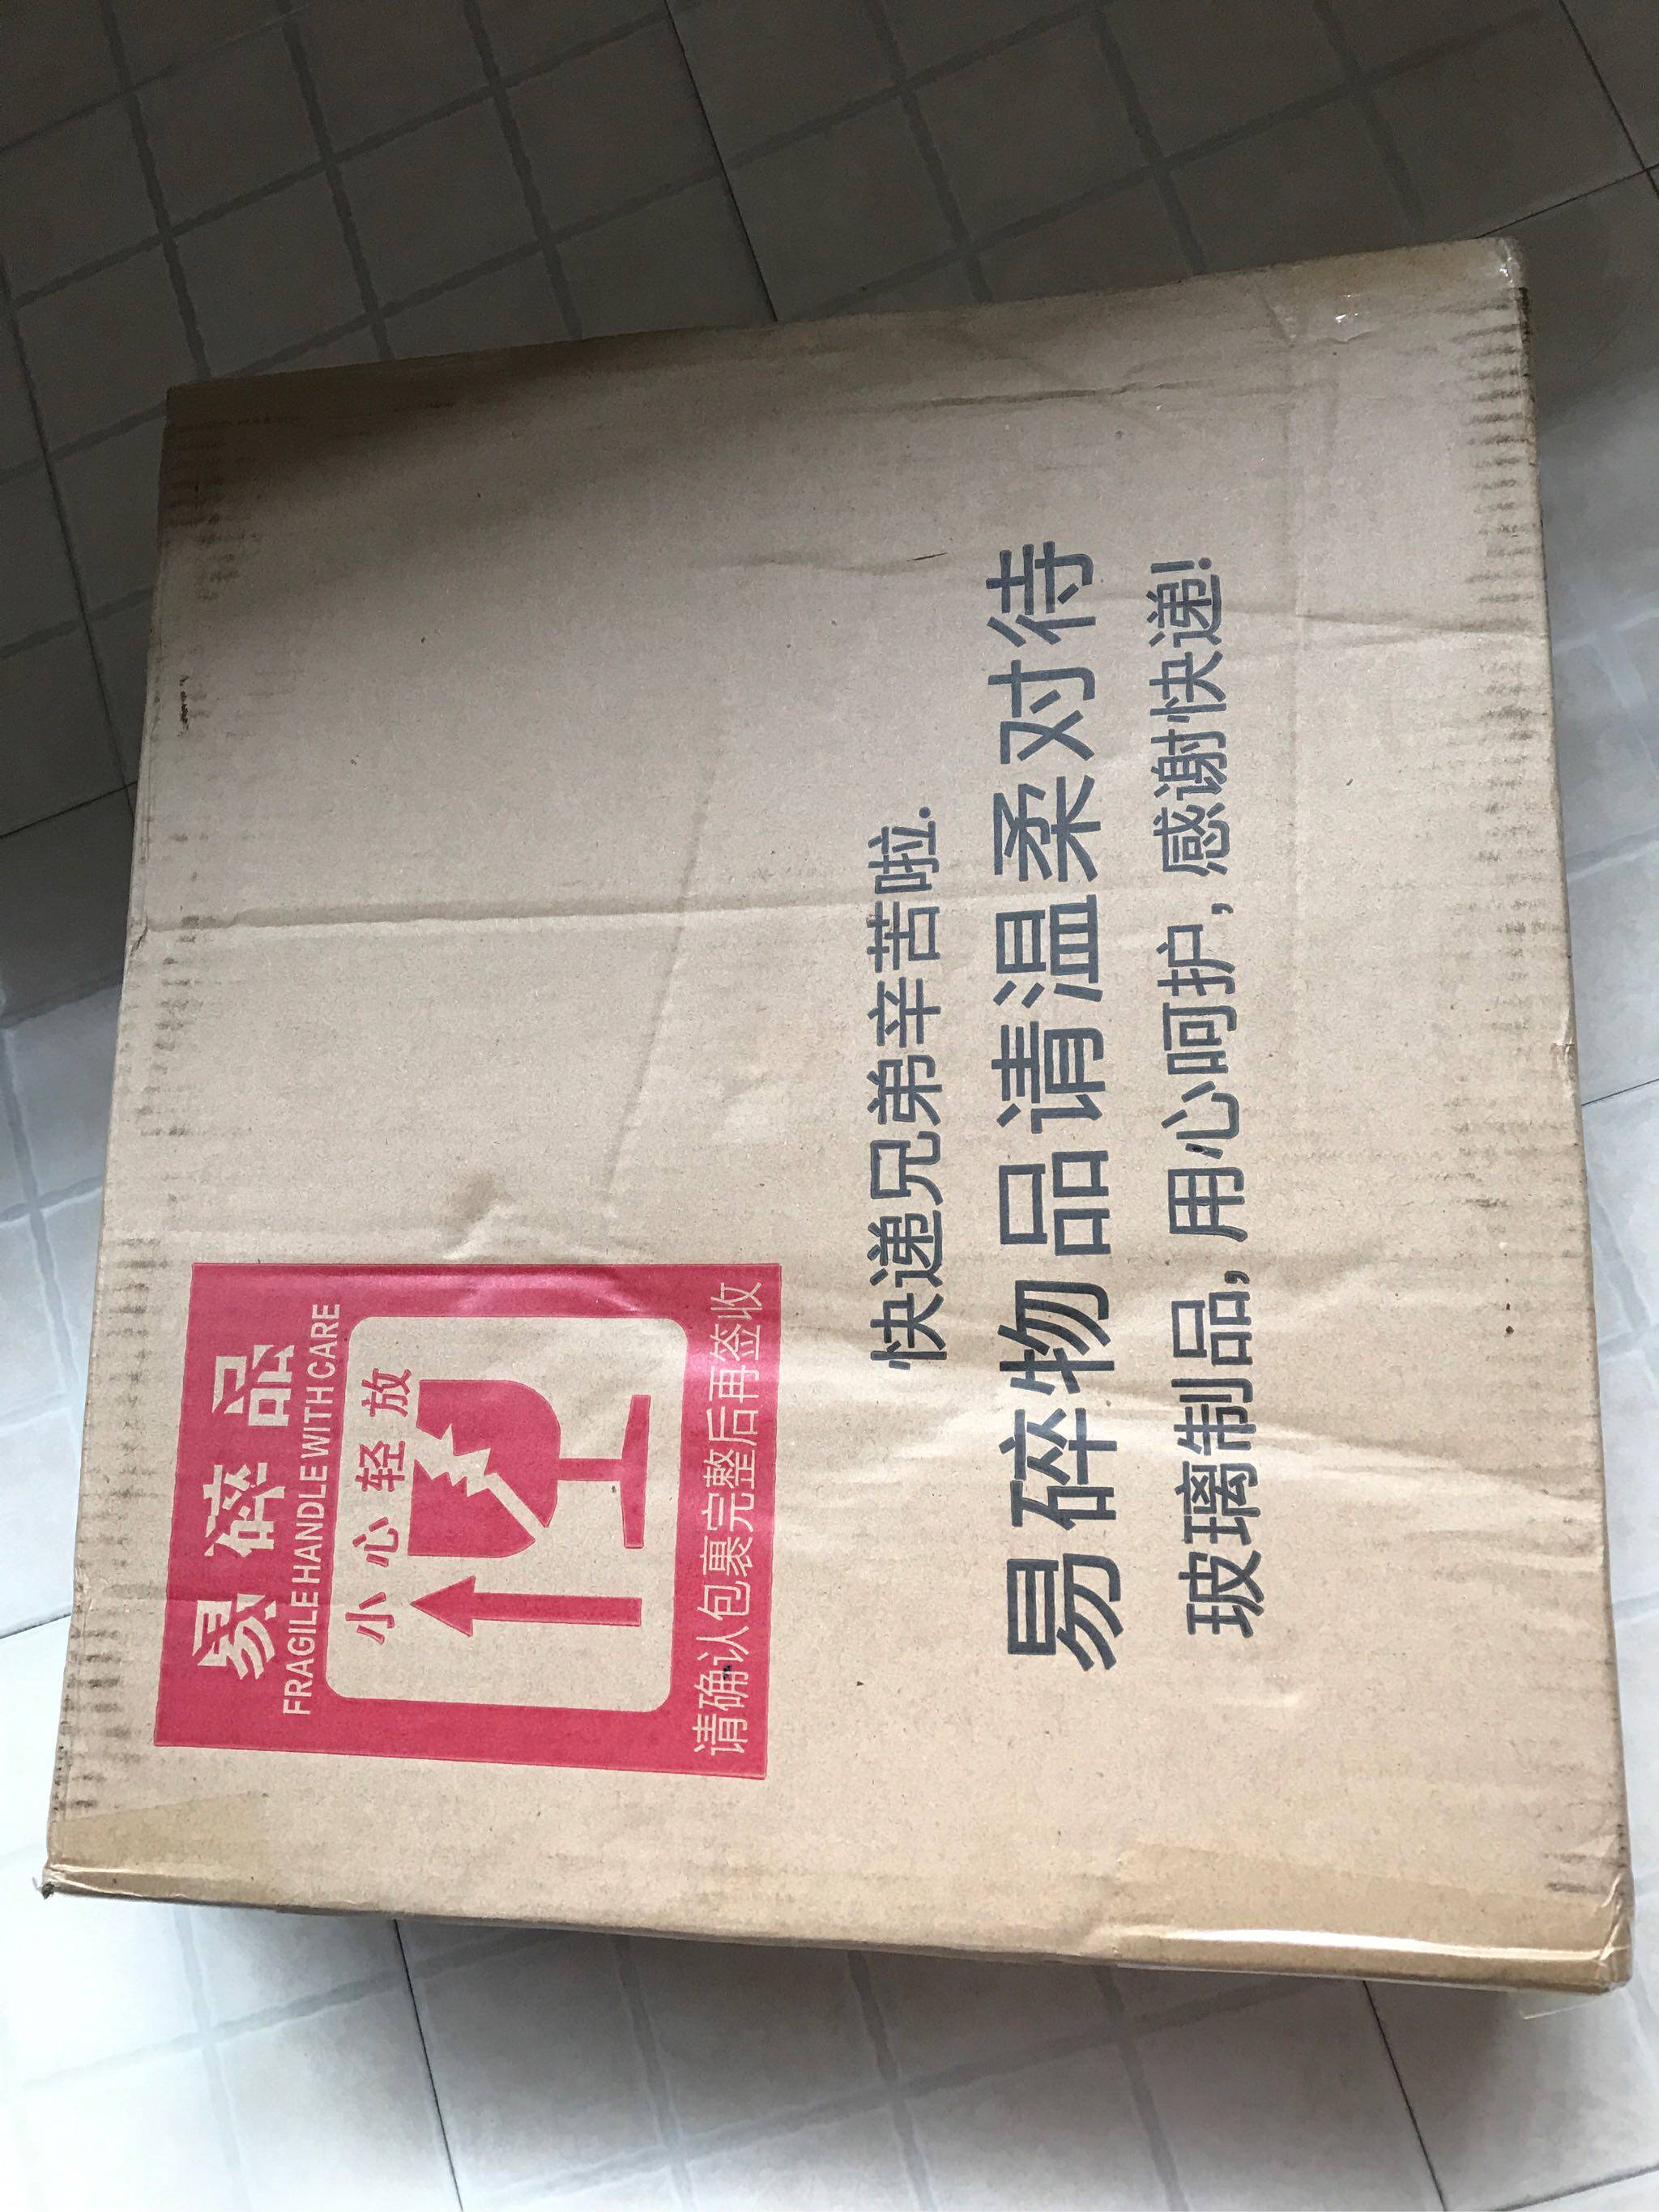 易碎品
FRAGILE HANDLE WITH CARE
小心轻放
请确认包裹完整后再签收
快递兄弟辛苦啦.
易碎物品请温柔对待
玻璃制品,用心呵护,感谢快递!